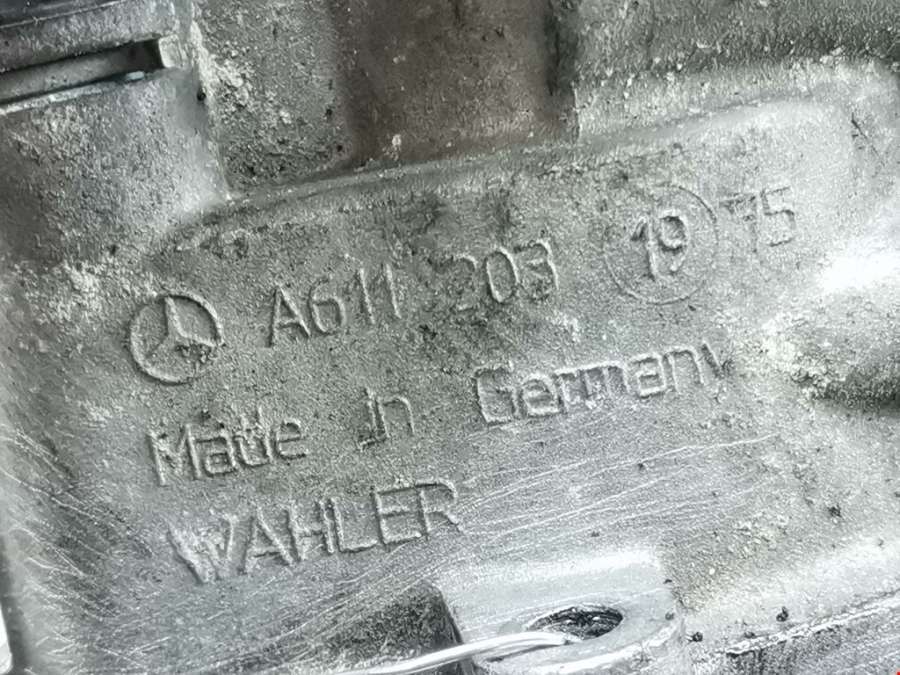 A611 203 19 75
Made In Germany
WAHLER